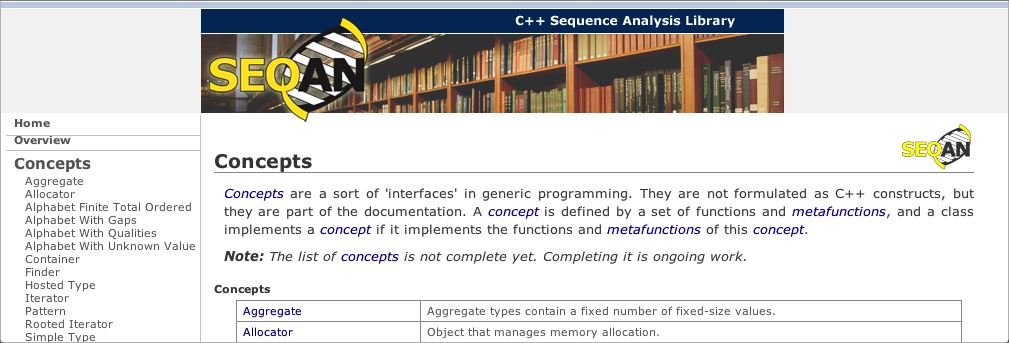 C++ Sequence Analysis Library
SEQAN
Home
Overview
Concepts
Aggregate
Allocator
Alphabet Finite Total Ordered
Alphabet With Gaps
Alphabet With Qualities
Alphabet With Unknown Value
Container
Finder
Hosted Type
Iterator
Pattern
Rooted Iterator
Simple Type
SEQAN
Concepts
Concepts are a sort of 'interfaces' in generic programming. They are not formulated as C++ constructs, but
they are part of the documentation. A concept is defined by a set of functions and metafunctions, and a class
implements a concept if it implements the functions and metafunctions of this concept.
Note: The list of concepts is not complete yet. Completing it is ongoing work.
Concepts
Aggregate Aggregate types contain a fixed number of fixed-size values.
Allocator Object that manages memory allocation.